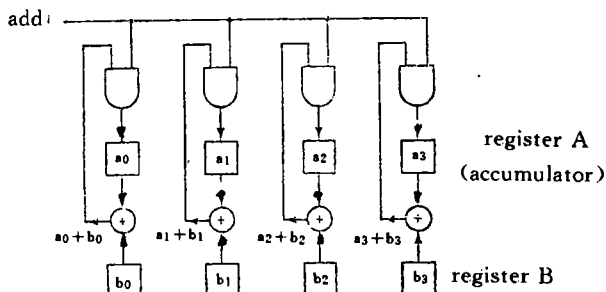 add
a0 a1 a2 a3
register A
(accumulator)
+ + + +
a0+b0 a1+b1 a2+b2 a3+b3
b0 b1 b2 b3
register B